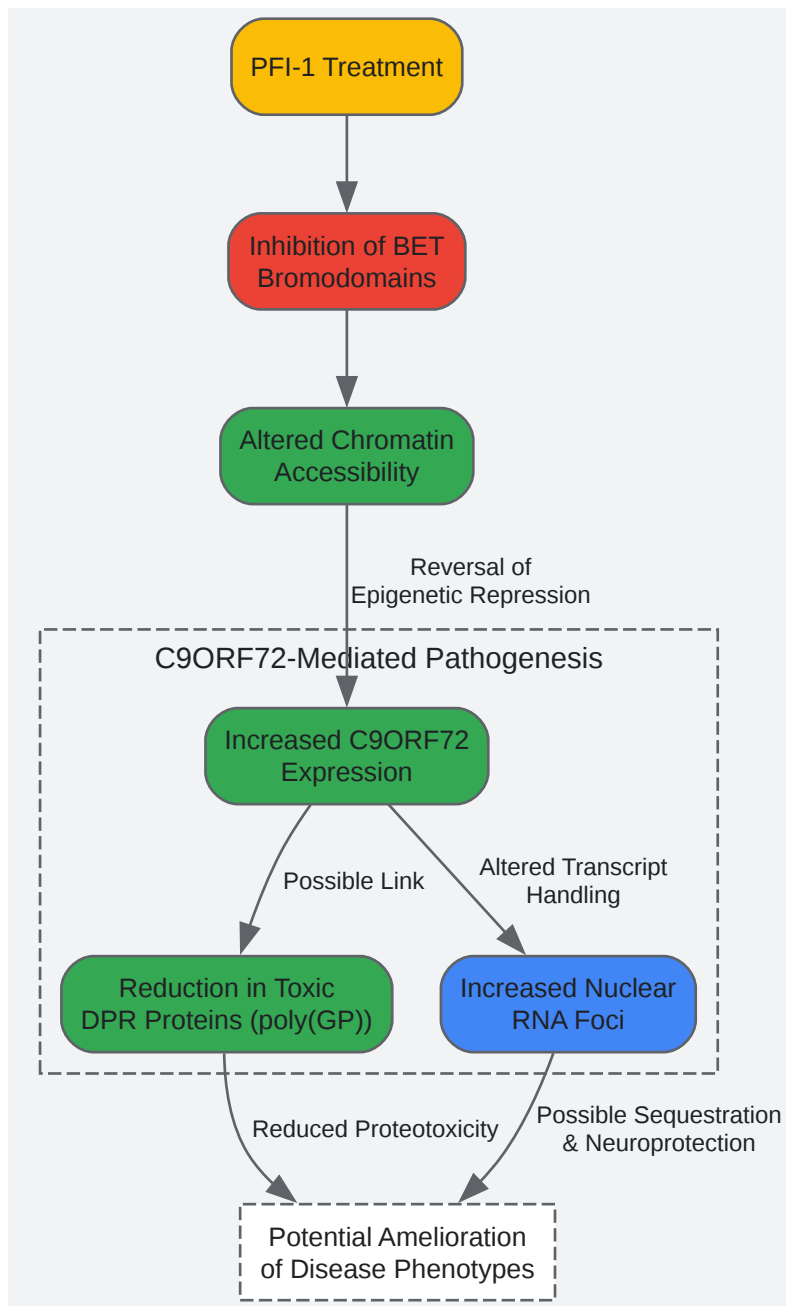 PFI-1 Treatment
Inhibition of BET
Bromodomains
Altered Chromatin
Accessibility
Reversal of
Epigenetic Repression
C9ORF72-Mediated Pathogenesis
Increased C9ORF72
Expression
Possible Link
Altered Transcript
Handling
Reduction in Toxic
DPR Proteins (poly(GP))
Increased Nuclear
RNA Foci
Reduced Proteotoxicity
Possible Sequestration
& Neuroprotection
Potential Amelioration
of Disease Phenotypes